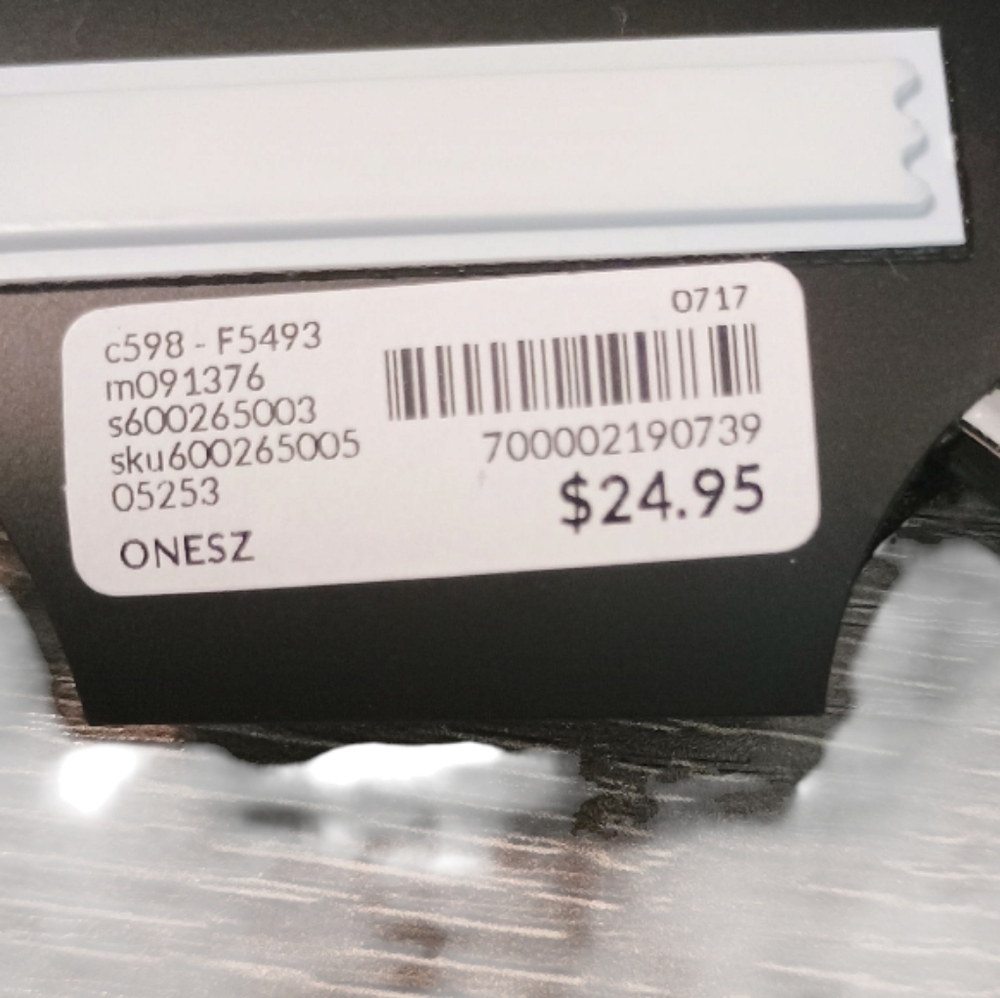 0717
c598 - F5493
m091376
s600265003
sku600265005
05253
ONESZ
700002190739
$24.95